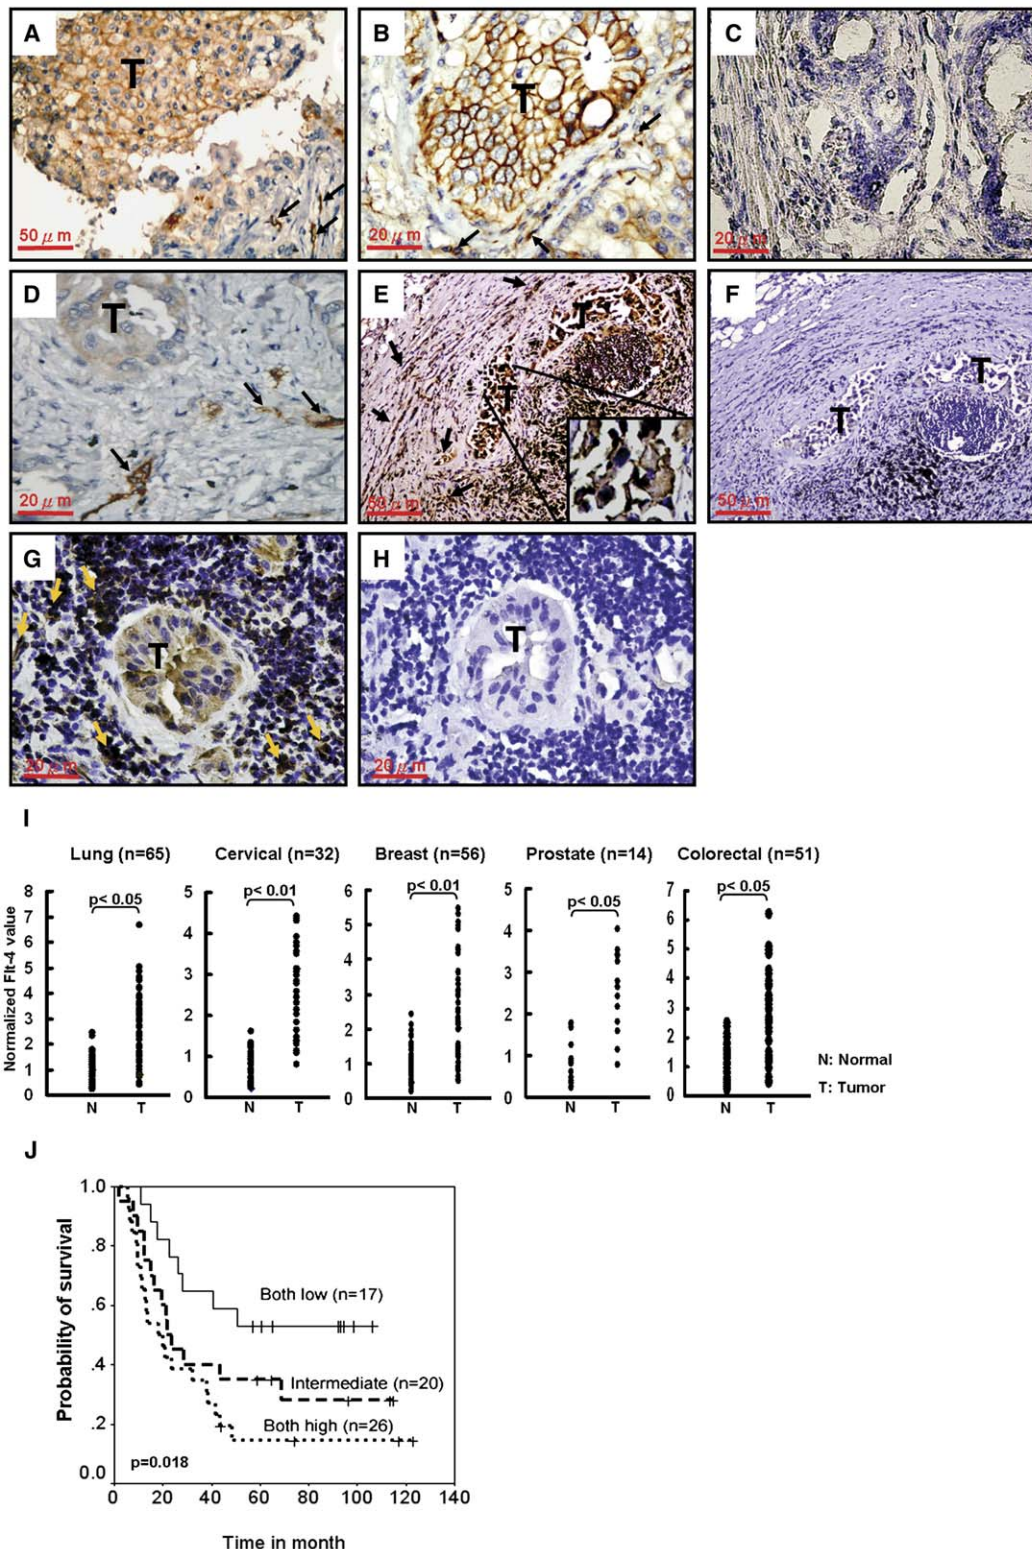 A
T
50 μm
B
T
20 μm
C
20 μm
D
T
20 μm
E
T
T
50 μm
F
T
T
50 μm
G
T
20 μm
H
T
20 μm
I
Lung (n=65)
Cervical (n=32)
Breast (n=56)
Prostate (n=14)
Colorectal (n=51)
Normalized Flt-4 value
p< 0.05
8
7
6
5
4
3
2
1
0
N T
p< 0.01
5
4
3
2
1
0
N T
p< 0.01
6
5
4
3
2
1
0
N T
p< 0.05
5
4
3
2
1
0
N T
p< 0.05
7
6
5
4
3
2
1
0
N T
N: Normal
T: Tumor
J
Probability of survival
1.0
.8
.6
.4
.2
0.0
Both low (n=17)
Intermediate (n=20)
Both high (n=26)
p=0.018
0 20 40 60 80 100 120 140
Time in month